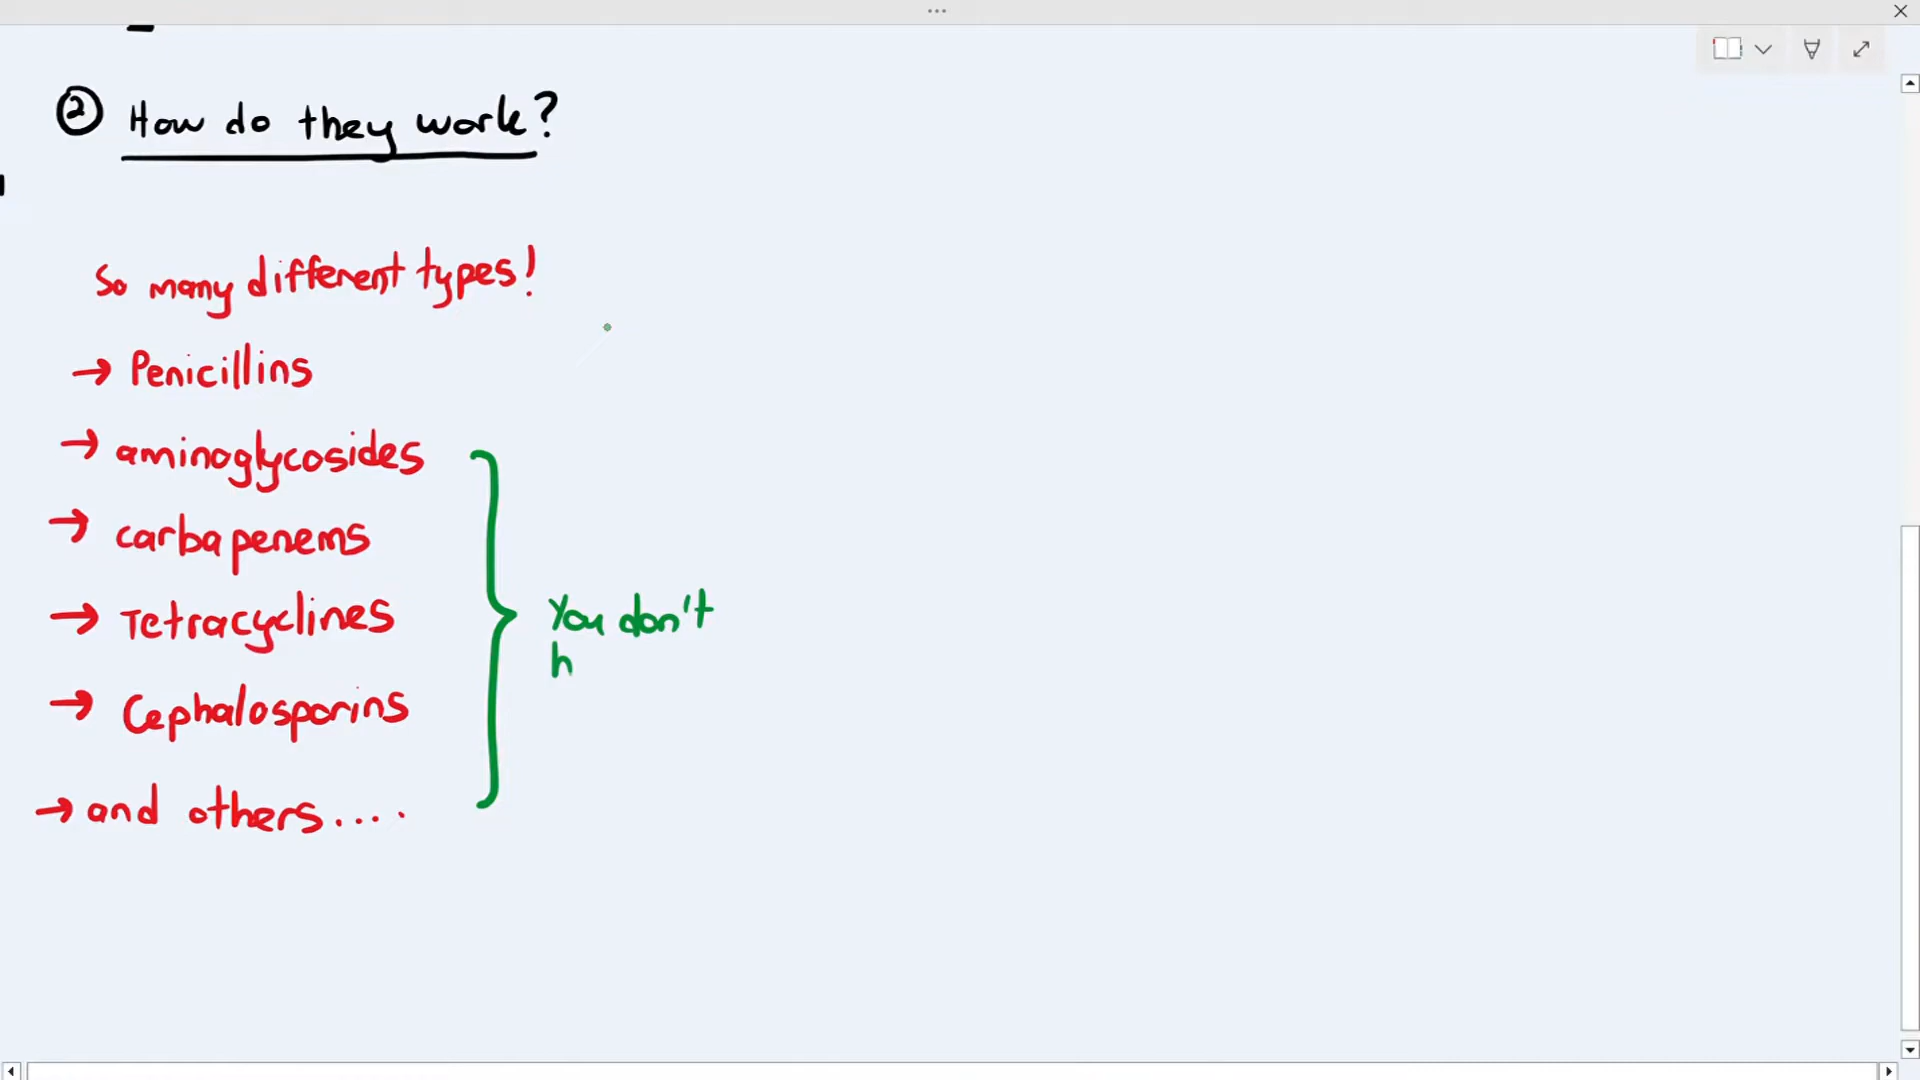 ② How do they work?
So many different types!
→ Penicillins
→ aminoglycosides
→ carbapenems
→ Tetracyclines
→ Cephalosporins
→ and others....
You don't
h